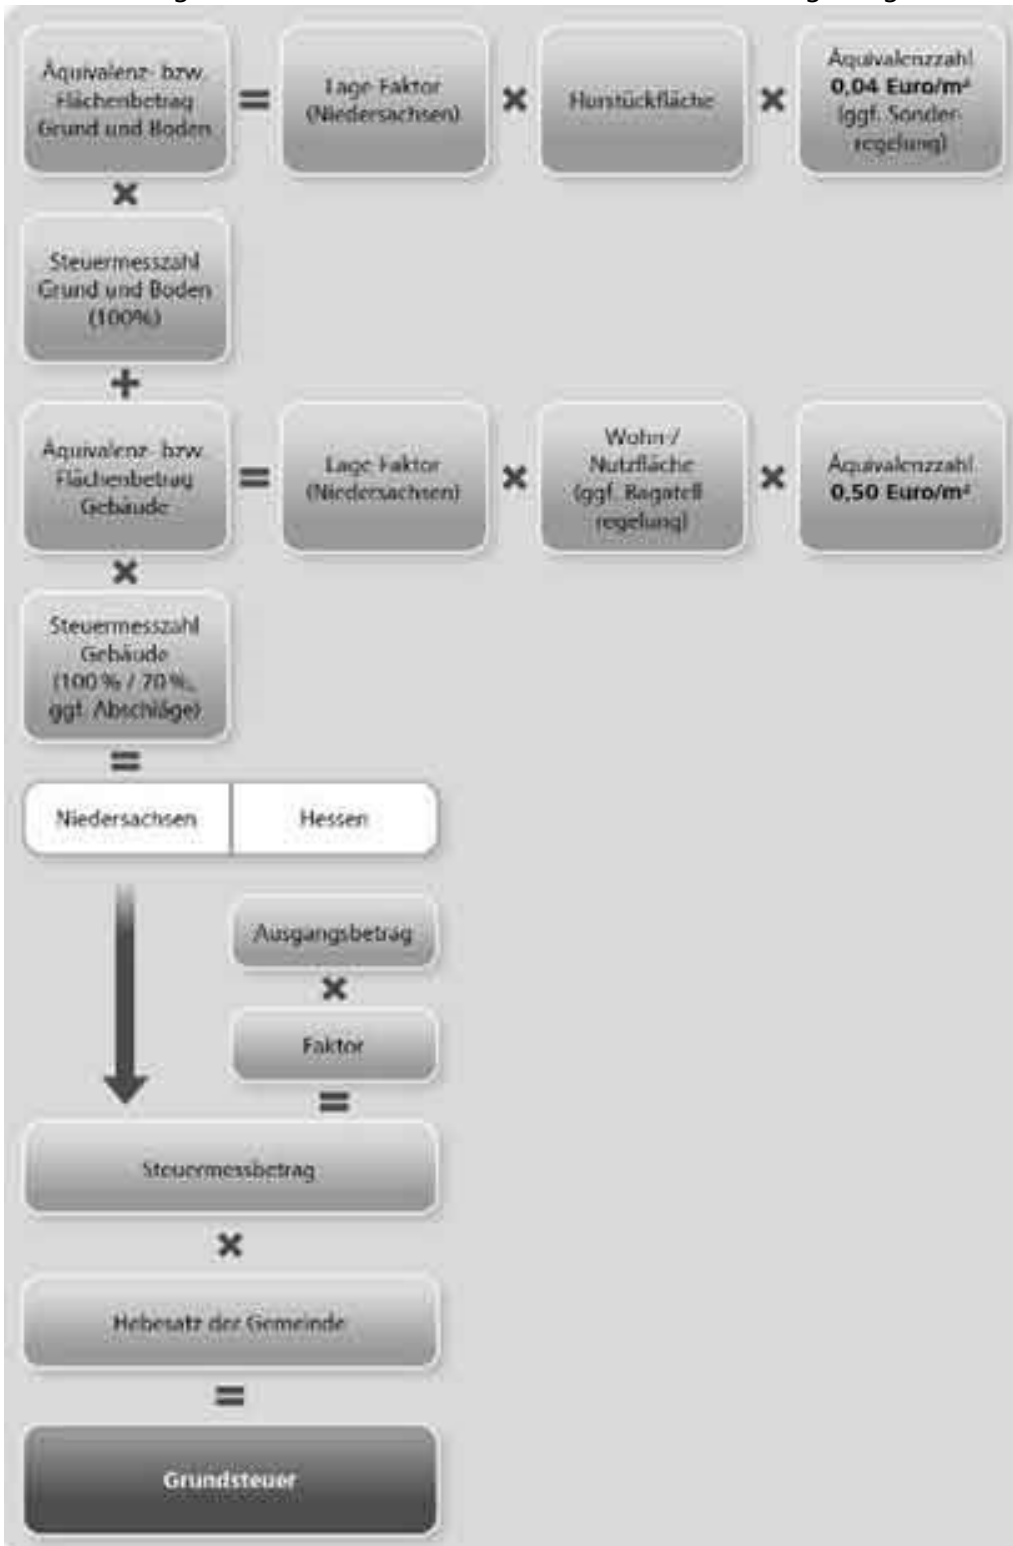 Äquivalenz- bzw.
Flächenbetrag
Grund und Boden
=
Lage-Faktor
(Niedersachsen)
×
Flurstückfläche
×
Äquivalenzzahl
0,04 Euro/m²
(ggf. Sonder-
regelung)
×
Steuermesszahl
Grund und Boden
(100%)
+
Äquivalenz- bzw.
Flächenbetrag
Gebäude
=
Lage-Faktor
(Niedersachsen)
×
Wohn-/
Nutzfläche
(ggf. Bagatell-
regelung)
×
Äquivalenzzahl
0,50 Euro/m²
×
Steuermesszahl
Gebäude
(100 % / 70 %,
ggf. Abschläge)
=
Niedersachsen
Hessen
Ausgangsbetrag
×
Faktor
=
Steuermessbetrag
×
Hebesatz der Gemeinde
=
Grundsteuer